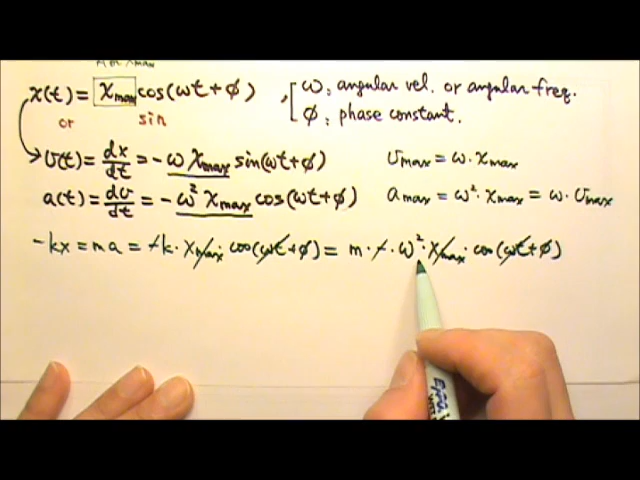 A or xmax
x(t) = xmax cos(ωt+φ) , [ ω: angular vel. or angular freq.
or sin φ: phase constant.
v(t) = dx/dt = -ω xmax sin(ωt+φ) vmax = ω·xmax
a(t) = dv/dt = -ω² xmax cos(ωt+φ) amax = ω²·xmax = ω·vmax
-kx = ma = -k·xmax·cos(ωt+φ) = m·-·ω²·xmax·cos(ωt+φ)